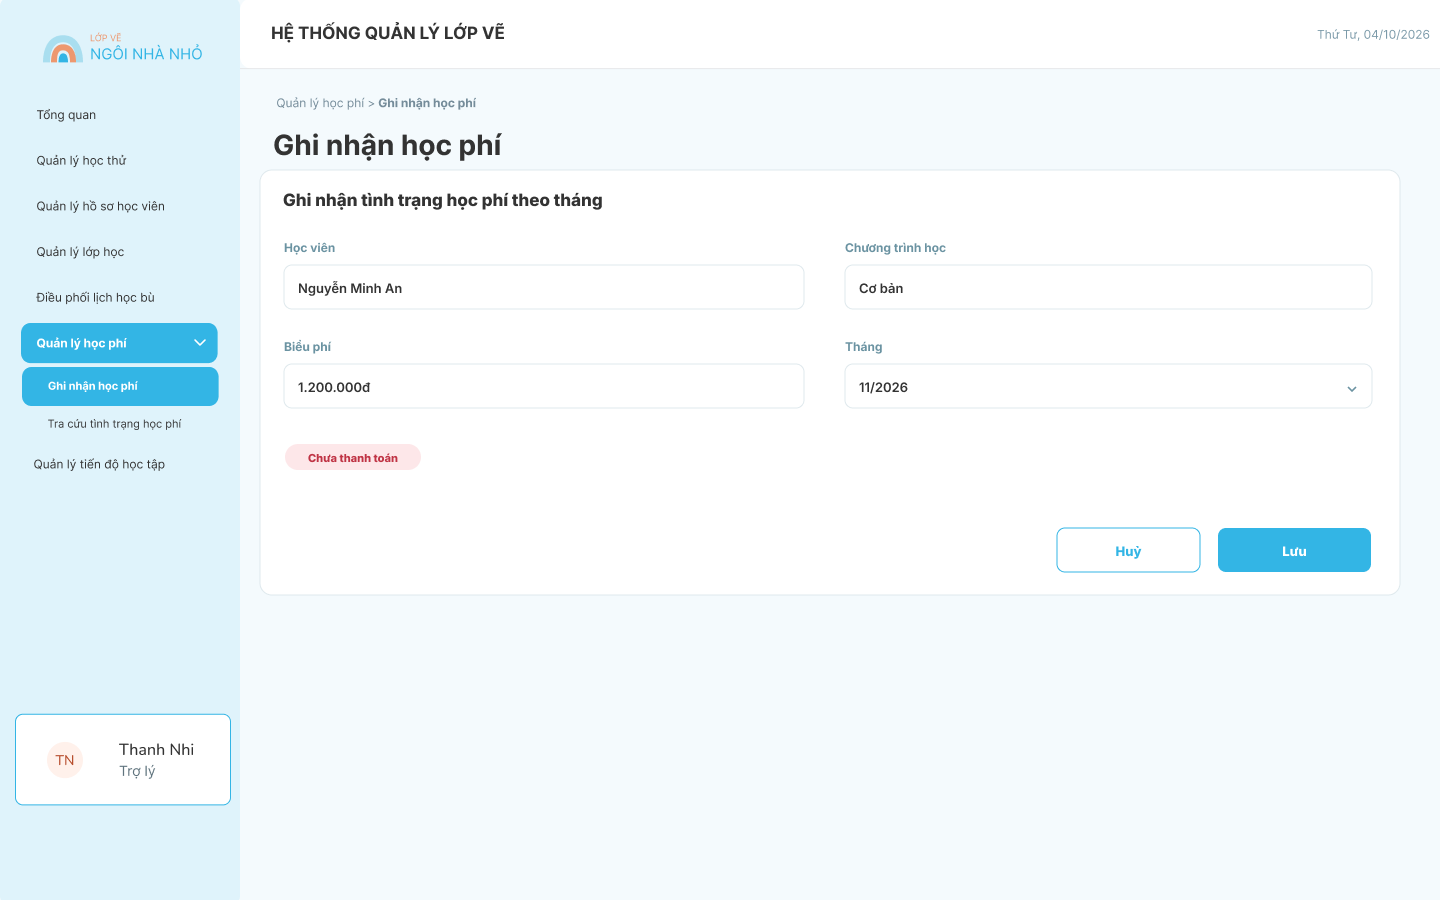 LỚP VẼ
NGÔI NHÀ NHỎ
HỆ THỐNG QUẢN LÝ LỚP VẼ
Thứ Tư, 04/10/2026
Tổng quan
Quản lý học thử
Quản lý hồ sơ học viên
Quản lý lớp học
Điều phối lịch học bù
Quản lý học phí
Ghi nhận học phí
Tra cứu tình trạng học phí
Quản lý tiến độ học tập
Thanh Nhi
TN
Trợ lý
Quản lý học phí > Ghi nhận học phí
Ghi nhận học phí
Ghi nhận tình trạng học phí theo tháng
Học viên
Chương trình học
Nguyễn Minh An
Cơ bản
Biểu phí
Tháng
1.200.000đ
11/2026
Chưa thanh toán
Huỷ
Lưu